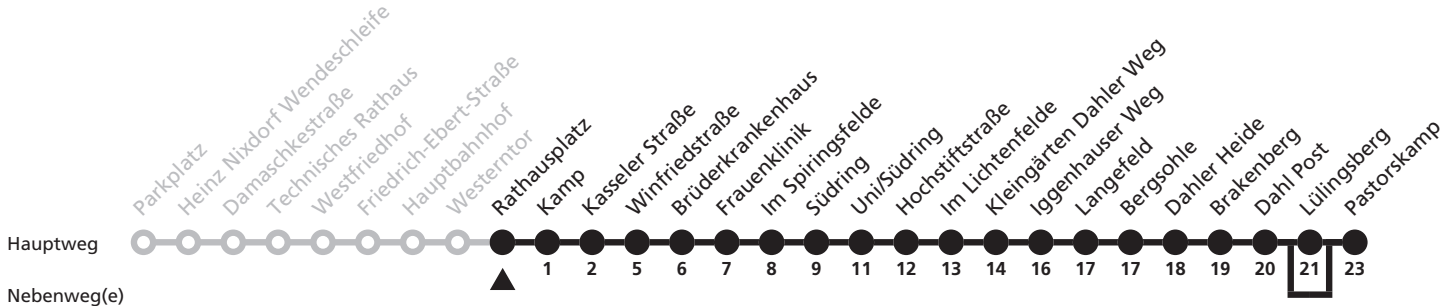 Parkplatz
Heinz Nixdorf Wendeschleife
Damaschkestraße
Technisches Rathaus
Westfriedhof
Friedrich-Ebert-Straße
Hauptbahnhof
Westerntor
Rathausplatz
Kamp
Kasseler Straße
Winfriedstraße
Brüderkrankenhaus
Frauenklinik
Im Spiringsfelde
Südring
Uni/Südring
Hochstiftstraße
Im Lichtenfelde
Kleingärten Dahler Weg
Iggenhauser Weg
Langefeld
Bergsohle
Dahler Heide
Brakenberg
Dahl Post
Lülingsberg
Pastorskamp
Hauptweg
1 2 5 6 7 8 9 11 12 13 14 16 17 17 18 19 20 21 23
Nebenweg(e)